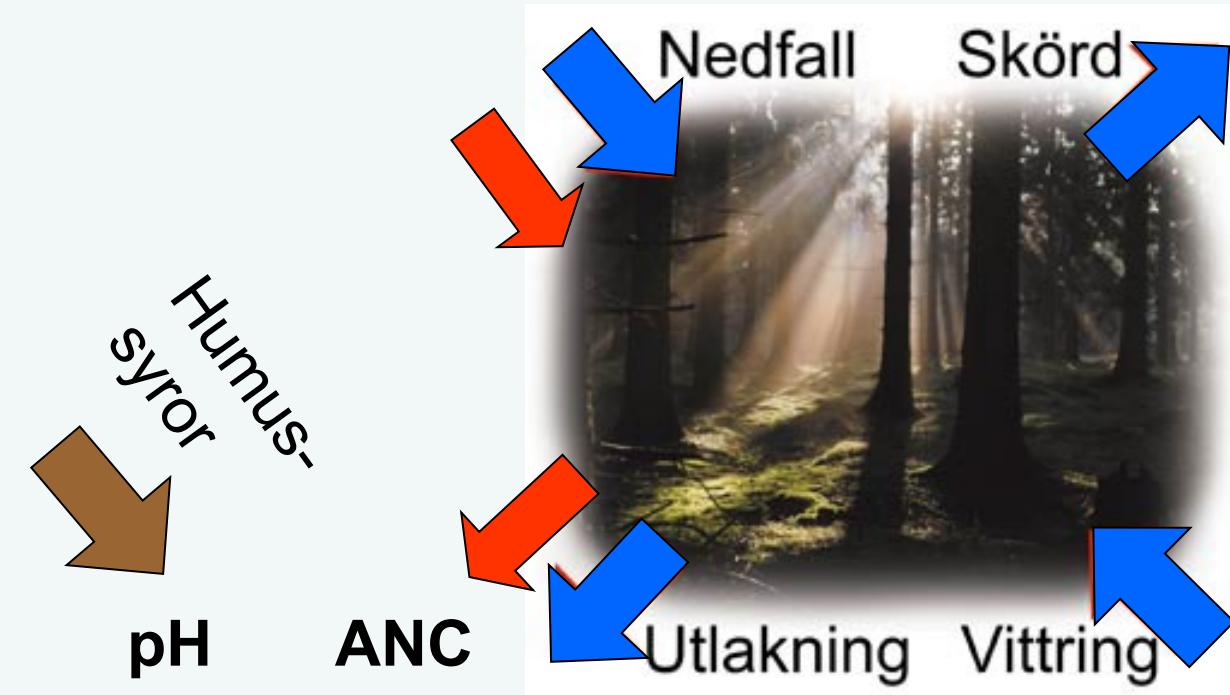 Nedfall
Skörd
Humus-
syror
pH
ANC
Utlakning
Vittring